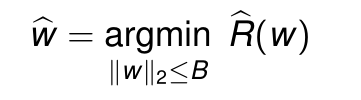 ŵ = argmin R̂(w)
‖w‖₂≤B